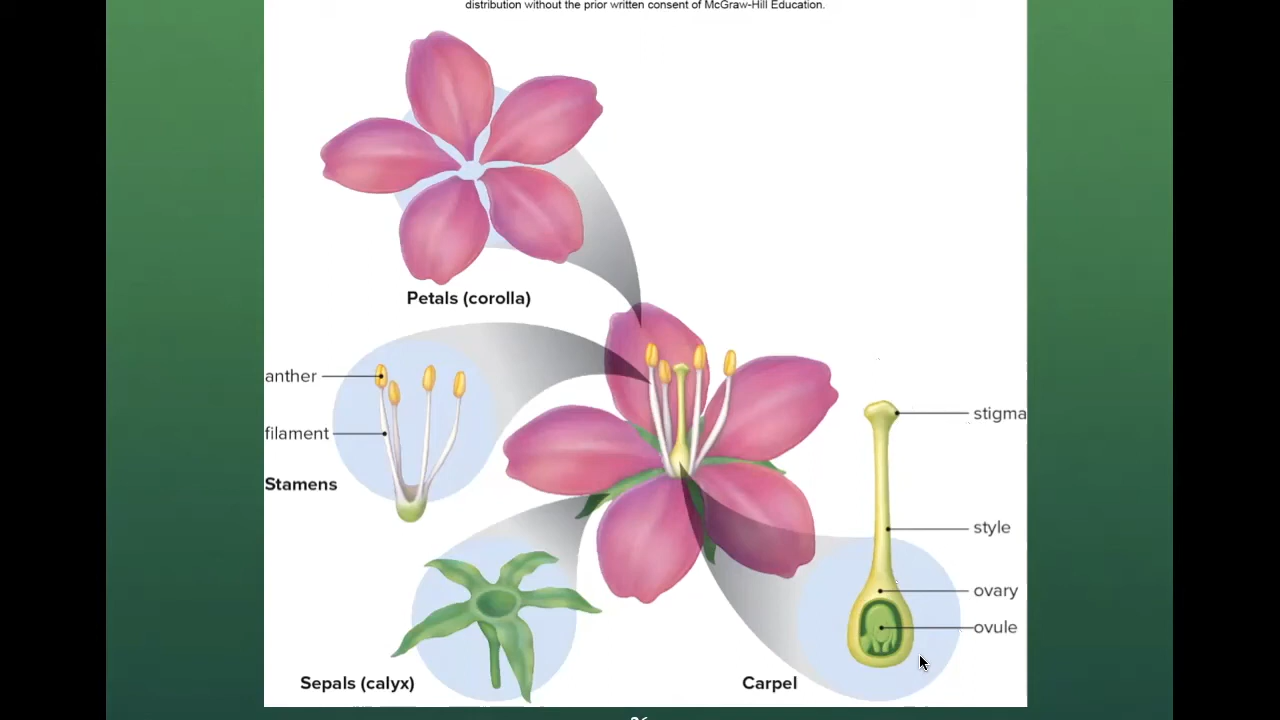 distribution without the prior written consent of McGraw-Hill Education.
Petals (corolla)
anther
filament
Stamens
stigma
style
ovary
ovule
Sepals (calyx)
Carpel